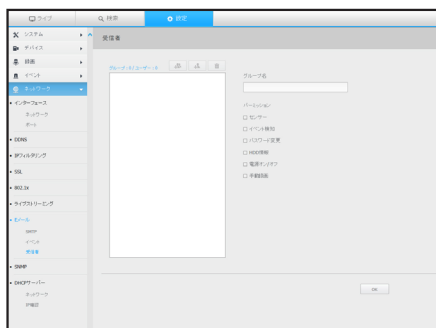 ライブ
検索
設定
システム
デバイス
録画
イベント
ネットワーク
インターフェース
ネットワーク
ポート
DDNS
IPフィルタリング
SSL
802.1x
ライブストリーミング
Eメール
SMTP
イベント
受信者
SNMP
DHCPサーバー
ネットワーク
受信者
グループ名
パーミッション
センサー
イベント検知
パスワード変更
HDD情報
電源オン/オフ
手動録画
OK